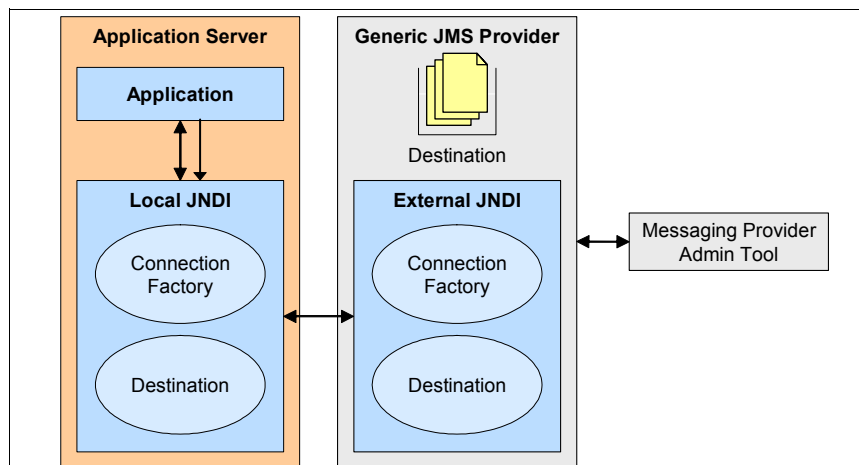 Application Server
Application
Local JNDI
Connection
Factory
Destination
Generic JMS Provider
Destination
External JNDI
Connection
Factory
Destination
Messaging Provider
Admin Tool